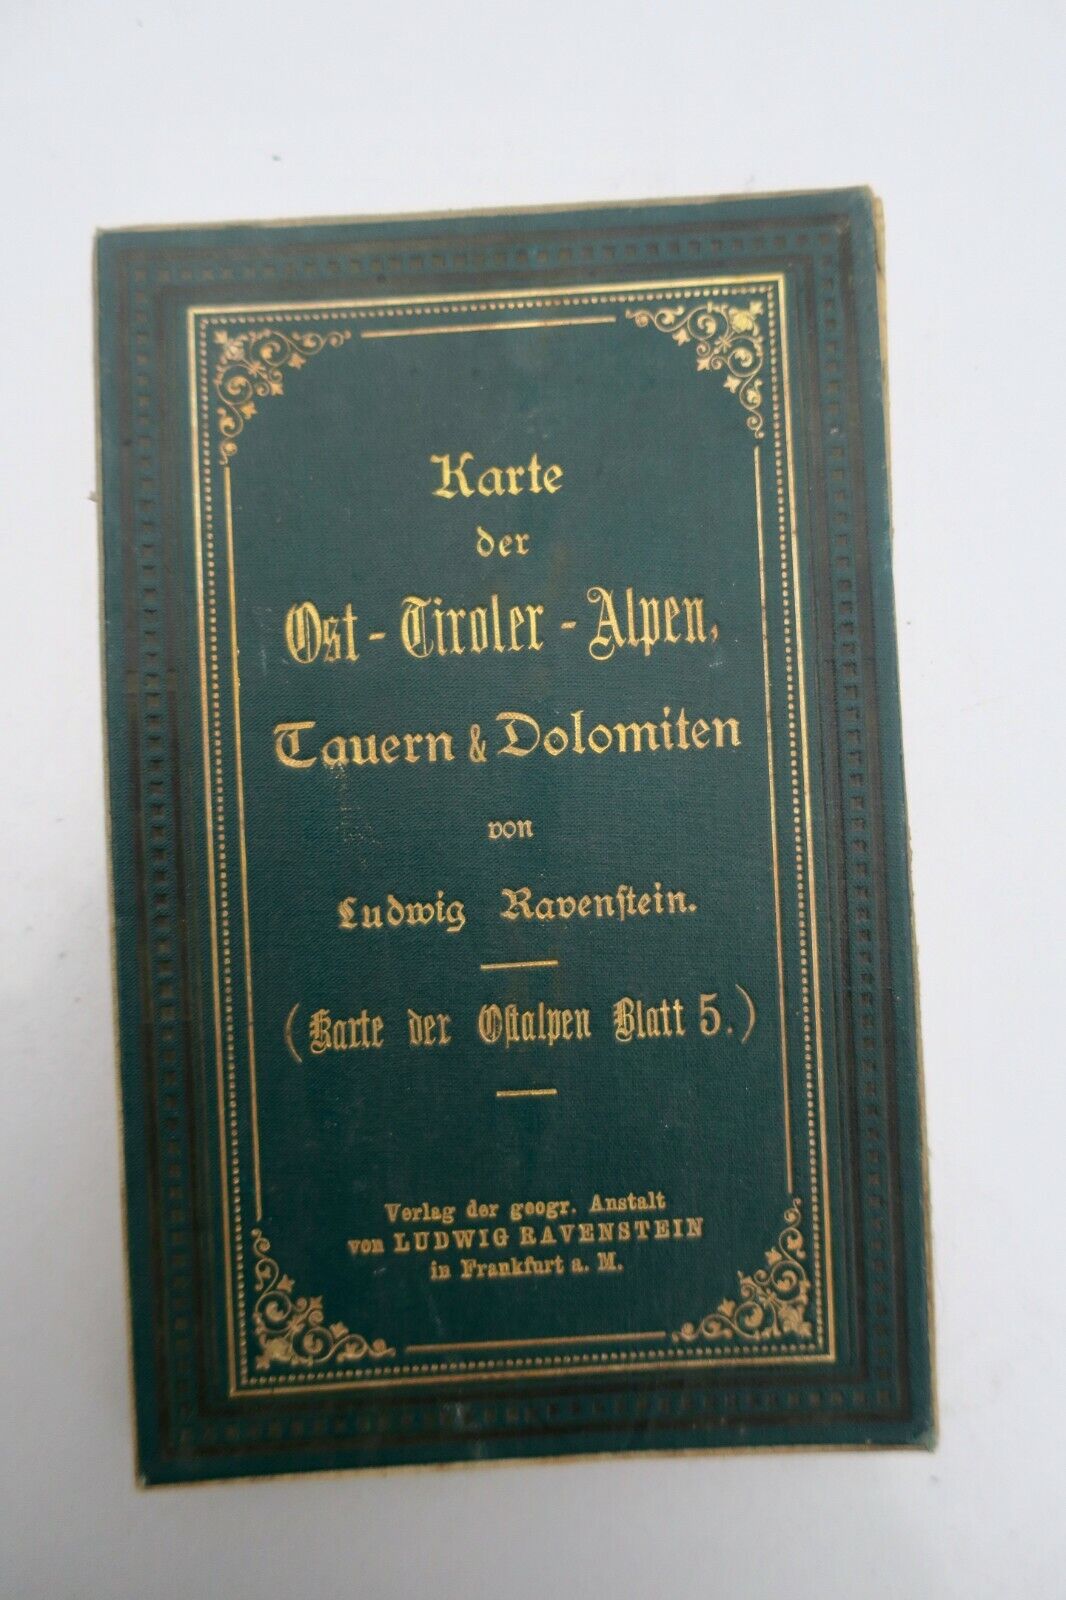 Karte
der
Ost-Tiroler-Alpen,
Tauern & Dolomiten
von
Ludwig Ravenſtein.
(Karte der Oſtalpen Blatt 5.)
Verlag der geogr. Anstalt
von LUDWIG RAVENSTEIN
in Frankfurt a. M.